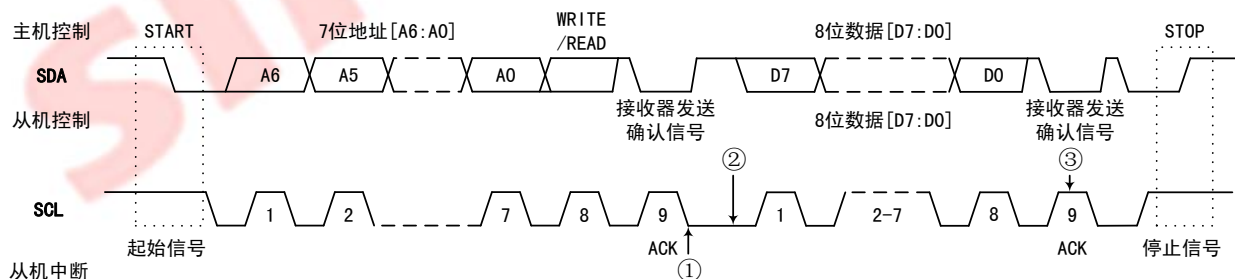 主机控制 START 7位地址[A6:A0] WRITE /READ 8位数据[D7:D0] STOP
SDA A6 A5 A0 D7 D0
从机控制 接收器发送 确认信号 8位数据[D7:D0] 接收器发送 确认信号
② ③
SCL 1 2 7 8 9 1 2-7 8 9
起始信号 ACK ① ACK 停止信号
从机中断